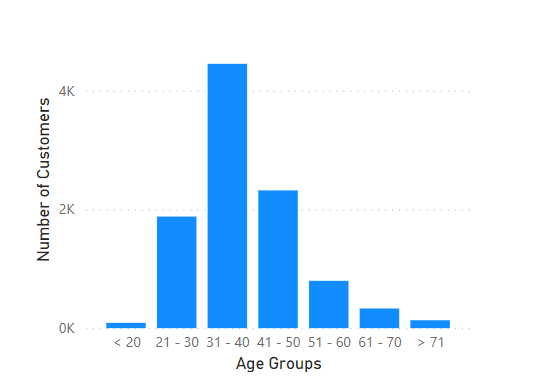 Number of Customers
4K
2K
0K
< 20 21 - 30 31 - 40 41 - 50 51 - 60 61 - 70 > 71
Age Groups